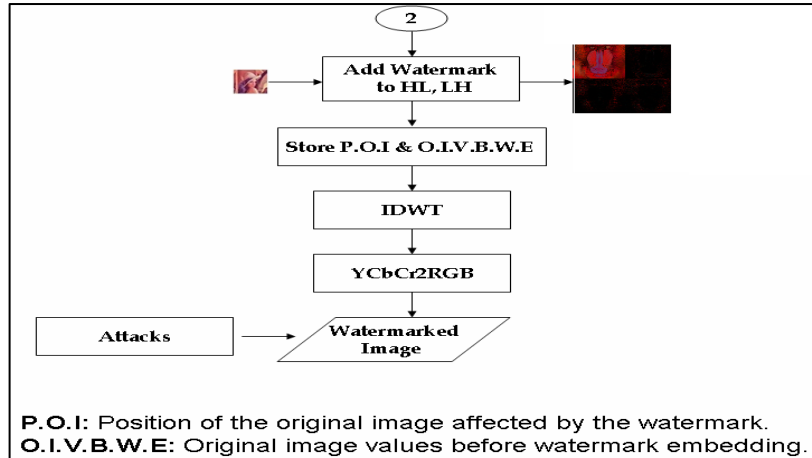 2
Add Watermark
to HL, LH
Store P.O.I & O.I.V.B.W.E
IDWT
YCbCr2RGB
Attacks
Watermarked
Image
P.O.I: Position of the original image affected by the watermark.
O.I.V.B.W.E: Original image values before watermark embedding.